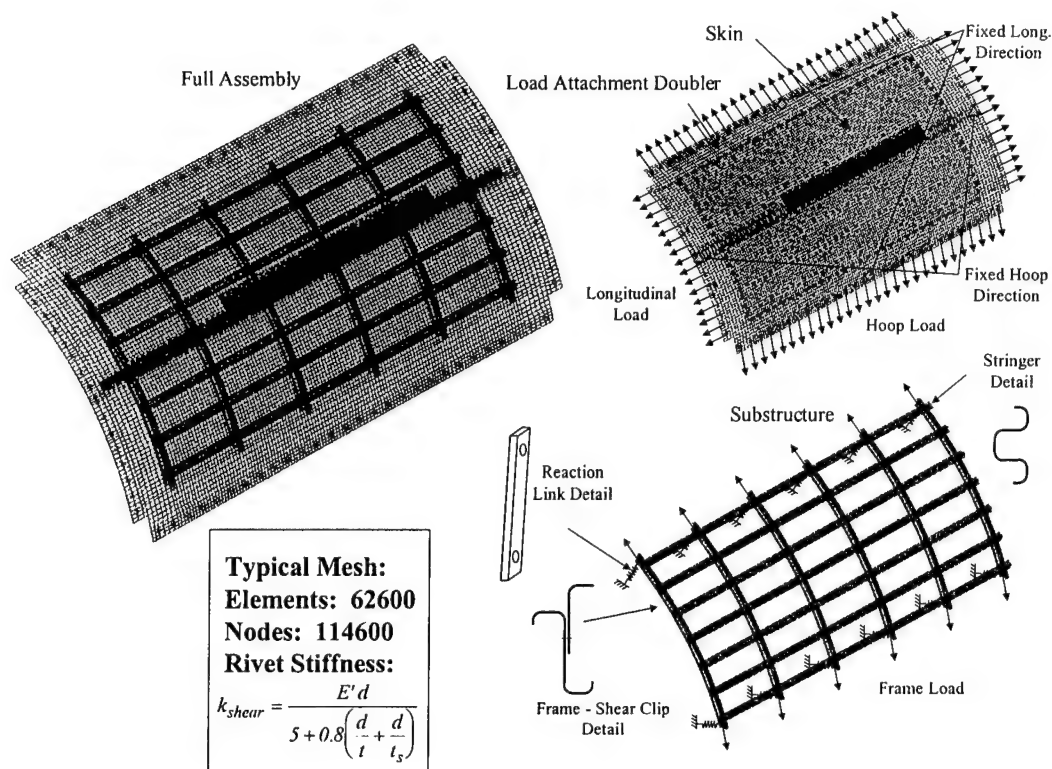 Full Assembly
Skin
Fixed Long.
Direction
Load Attachment Doubler
Longitudinal
Load
Fixed Hoop
Direction
Hoop Load
Stringer
Detail
Substructure
Reaction
Link Detail
Frame - Shear Clip
Detail
Frame Load
Typical Mesh:
Elements: 62600
Nodes: 114600
Rivet Stiffness:
k_shear = E'd / (5 + 0.8(d/t + d/t_s))